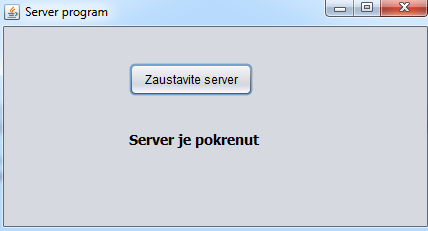 Server program
Zaustavite server
Server je pokrenut